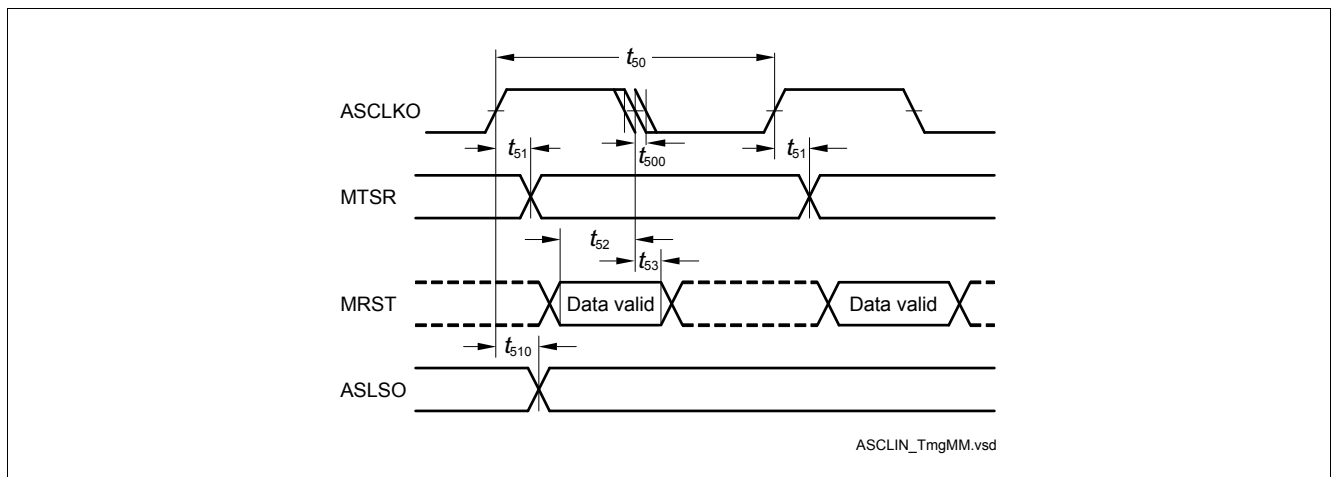 t50
ASCLKO
t51
t500
t51
MTSR
t52
t53
MRST
Data valid
Data valid
t510
ASLSO
ASCLIN_TmgMM.vsd